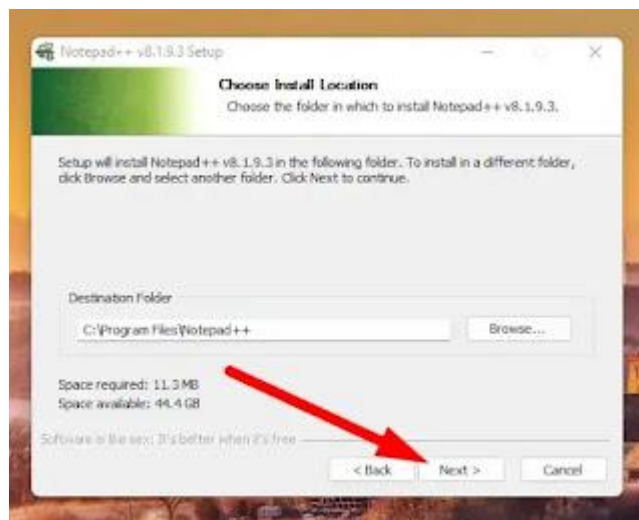 Notepad++ v8.1.9.3 Setup
Choose Install Location
Choose the folder in which to install Notepad++ v8.1.9.3.
Setup will install Notepad++ v8.1.9.3 in the following folder. To install in a different folder,
click Browse and select another folder. Click Next to continue.
Destination Folder
C:\Program Files\Notepad++
Browse...
Space required: 11.3 MB
Space available: 44.4 GB
Software is like sex: It's better when it's free
< Back
Next >
Cancel